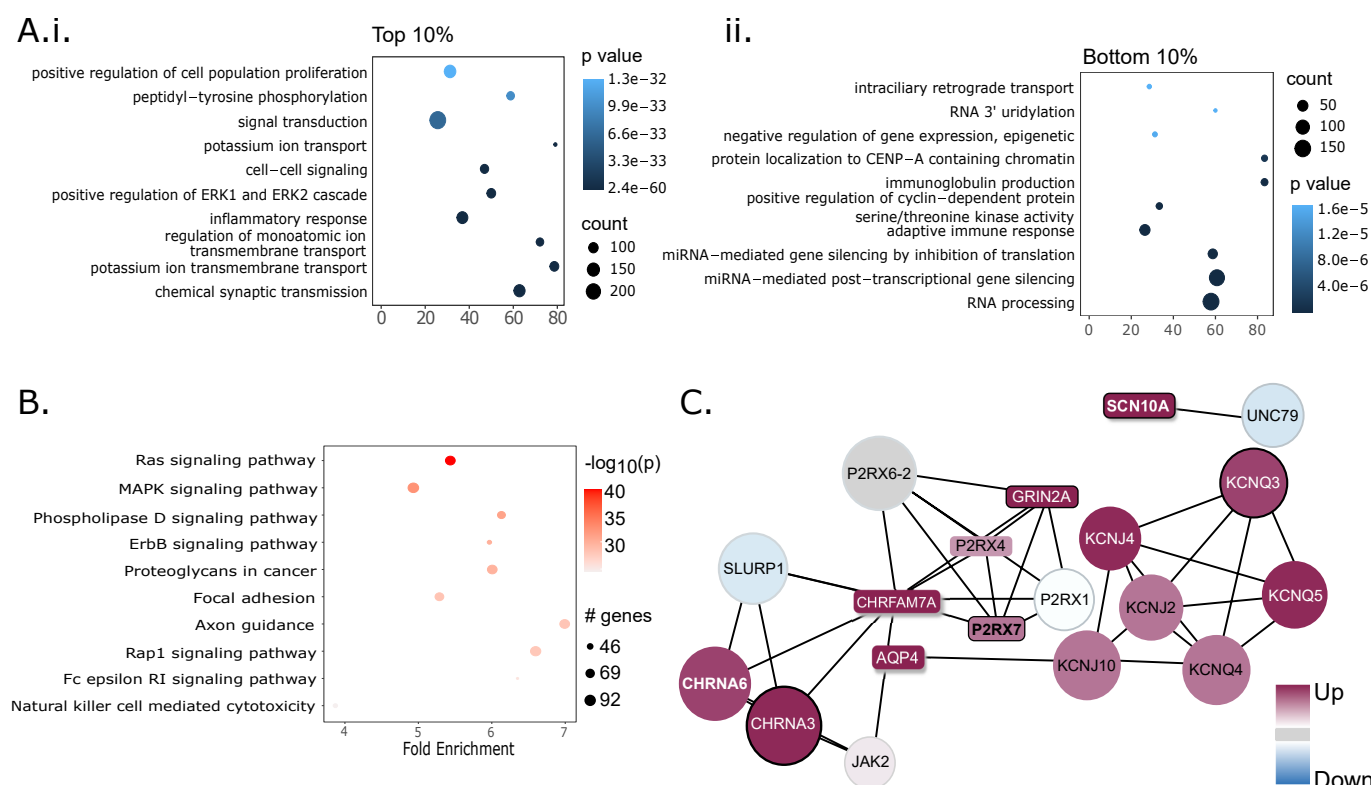 A.i.
Top 10%
positive regulation of cell population proliferation
peptidyl−tyrosine phosphorylation
signal transduction
potassium ion transport
cell−cell signaling
positive regulation of ERK1 and ERK2 cascade
inflammatory response
regulation of monoatomic ion
transmembrane transport
potassium ion transmembrane transport
chemical synaptic transmission
0 20 40 60 80
p value
1.3e−32
9.9e−33
6.6e−33
3.3e−33
2.4e−60
count
100
150
200
ii.
Bottom 10%
intraciliary retrograde transport
RNA 3' uridylation
negative regulation of gene expression, epigenetic
protein localization to CENP−A containing chromatin
immunoglobulin production
positive regulation of cyclin−dependent protein
serine/threonine kinase activity
adaptive immune response
miRNA−mediated gene silencing by inhibition of translation
miRNA−mediated post−transcriptional gene silencing
RNA processing
0 20 40 60 80
count
50
100
150
p value
1.6e−5
1.2e−5
8.0e−6
4.0e−6
B.
Ras signaling pathway
MAPK signaling pathway
Phospholipase D signaling pathway
ErbB signaling pathway
Proteoglycans in cancer
Focal adhesion
Axon guidance
Rap1 signaling pathway
Fc epsilon RI signaling pathway
Natural killer cell mediated cytotoxicity
4 5 6 7
Fold Enrichment
-log10(p)
40
35
30
# genes
46
69
92
C.
SCN10A
UNC79
P2RX6-2
KCNQ3
GRIN2A
KCNJ4
P2RX4
SLURP1
KCNQ5
P2RX1
CHRFAM7A
KCNJ2
P2RX7
AQP4
KCNJ10
KCNQ4
CHRNA6
CHRNA3
JAK2
Up
Down